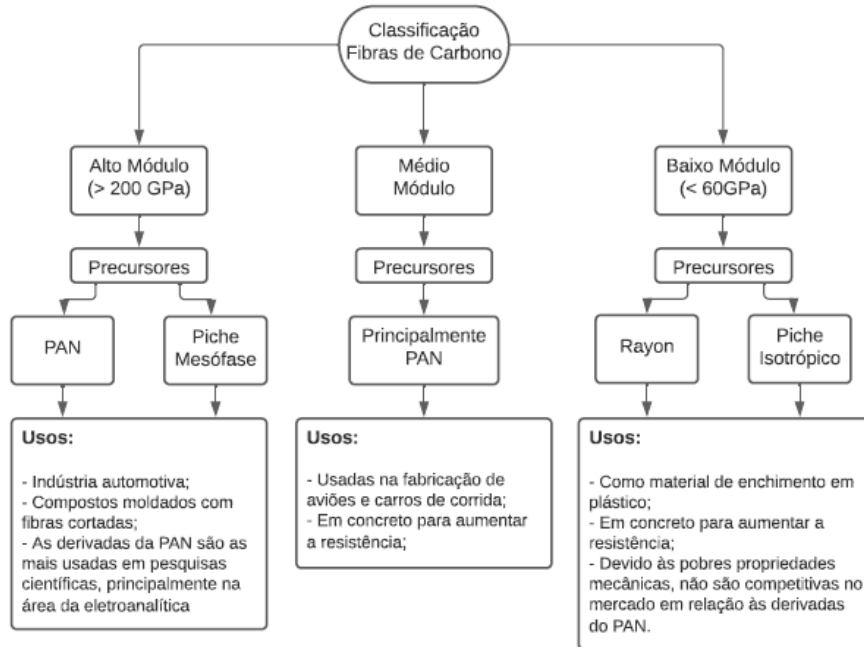 Classificação
Fibras de Carbono
Alto Módulo
(> 200 GPa)
Médio
Módulo
Baixo Módulo
(< 60GPa)
Precursores
Precursores
Precursores
PAN
Piche
Mesófase
Principalmente
PAN
Rayon
Piche
Isotrópico
Usos:
- Indústria automotiva;
- Compostos moldados com
fibras cortadas;
- As derivadas da PAN são as
mais usadas em pesquisas
científicas, principalmente na
área da eletroanalítica
Usos:
- Usadas na fabricação de
aviões e carros de corrida;
- Em concreto para aumentar
a resistência;
Usos:
- Como material de enchimento em
plástico;
- Em concreto para aumentar a
resistência;
- Devido às pobres propriedades
mecânicas, não são competitivas no
mercado em relação às derivadas
do PAN.